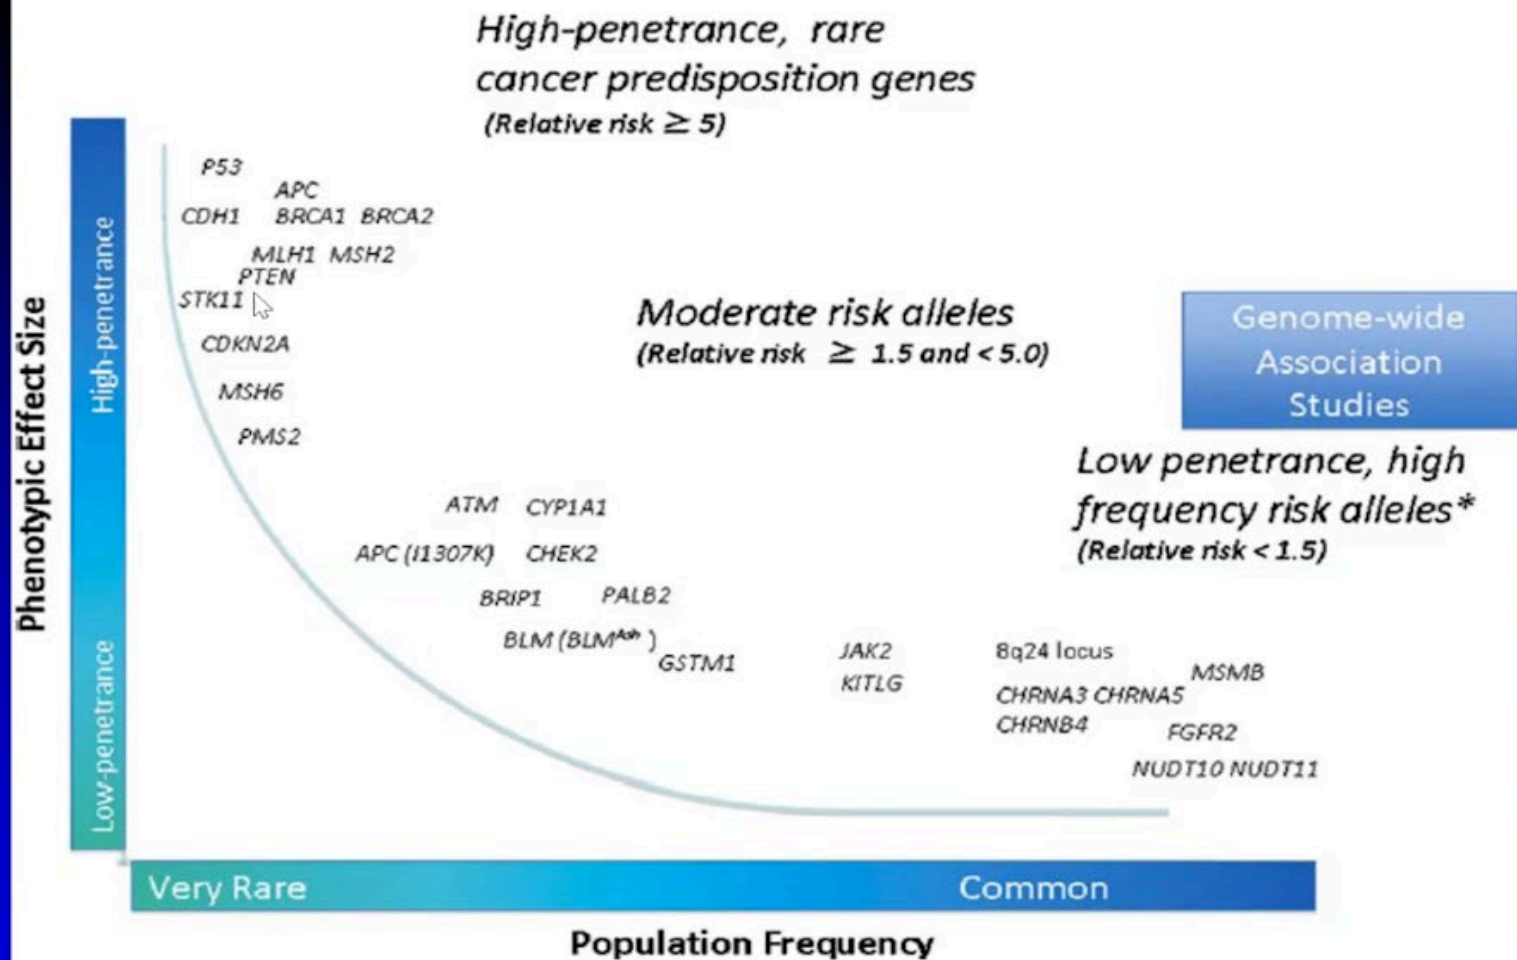 High-penetrance, rare
cancer predisposition genes
(Relative risk ≥ 5)
P53
APC
CDH1 BRCA1 BRCA2
MLH1 MSH2
PTEN
STK11
CDKN2A
MSH6
PMS2
Moderate risk alleles
(Relative risk ≥ 1.5 and < 5.0)
Genome-wide
Association
Studies
Low penetrance, high
frequency risk alleles*
(Relative risk < 1.5)
ATM CYP1A1
APC (I1307K) CHEK2
BRIP1 PALB2
BLM (BLMAsh )
GSTM1
JAK2
KITLG
8q24 locus
MSMB
CHRNA3 CHRNA5
CHRNB4
FGFR2
NUDT10 NUDT11
Phenotypic Effect Size
High-penetrance
Low-penetrance
Very Rare
Common
Population Frequency